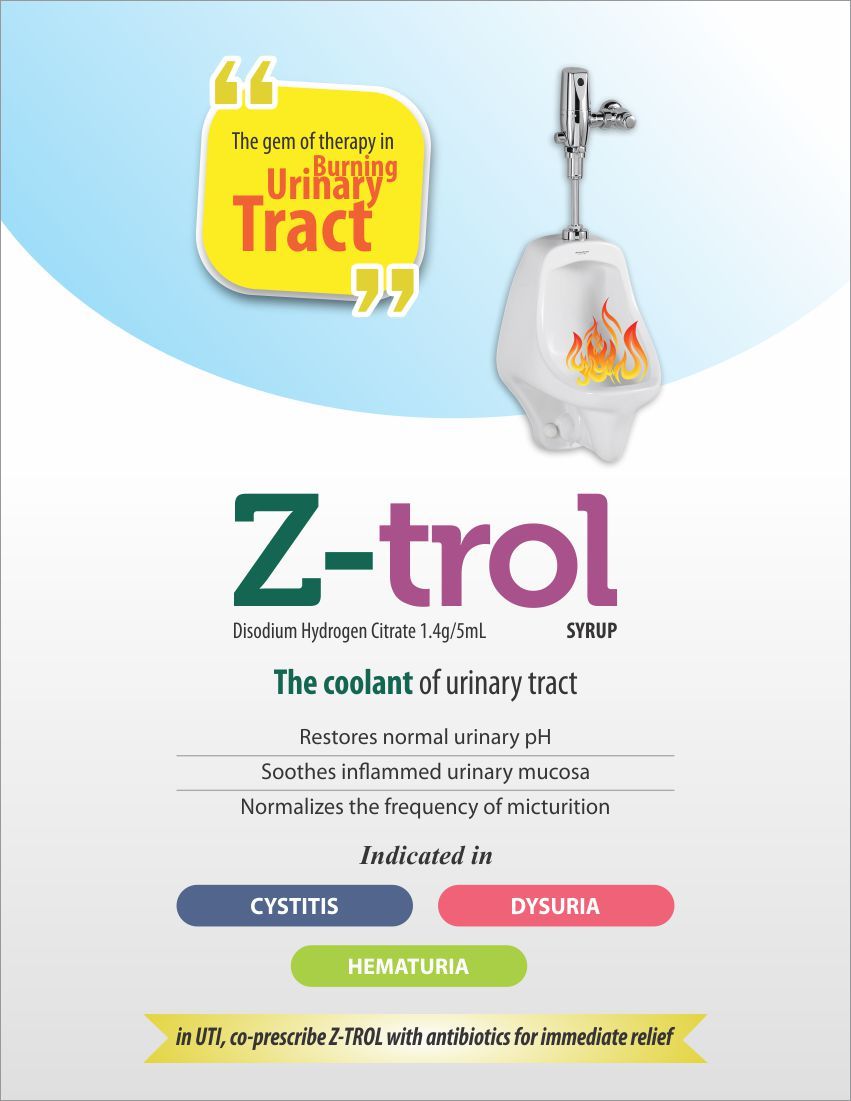 “
The gem of therapy in
Burning
Urinary
Tract
”
Z-trol
Disodium Hydrogen Citrate 1.4g/5mL SYRUP
The coolant of urinary tract
Restores normal urinary pH
Soothes inflammed urinary mucosa
Normalizes the frequency of micturition
Indicated in
CYSTITIS DYSURIA
HEMATURIA
in UTI, co-prescribe Z-TROL with antibiotics for immediate relief